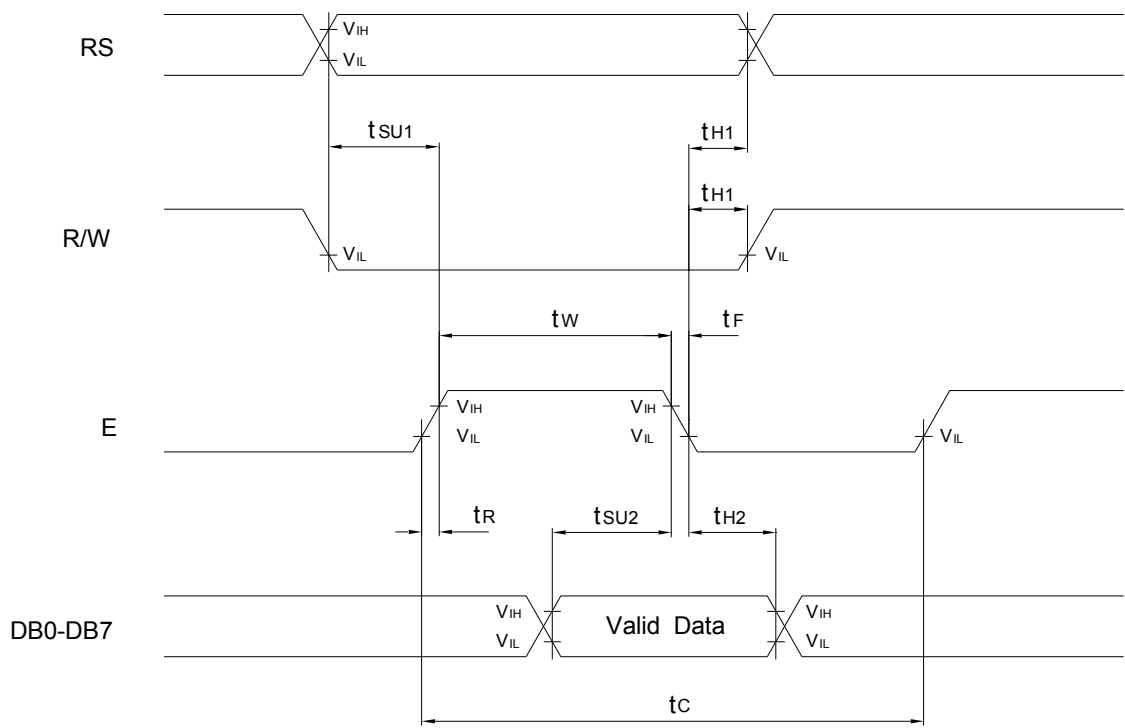 RS
VIH
VIL
tSU1
tH1
tH1
R/W
VIL
VIL
tW
tF
E
VIH
VIH
VIL
VIL
VIL
tR
tSU2
tH2
DB0-DB7
VIH
Valid Data
VIH
VIL
VIL
tC